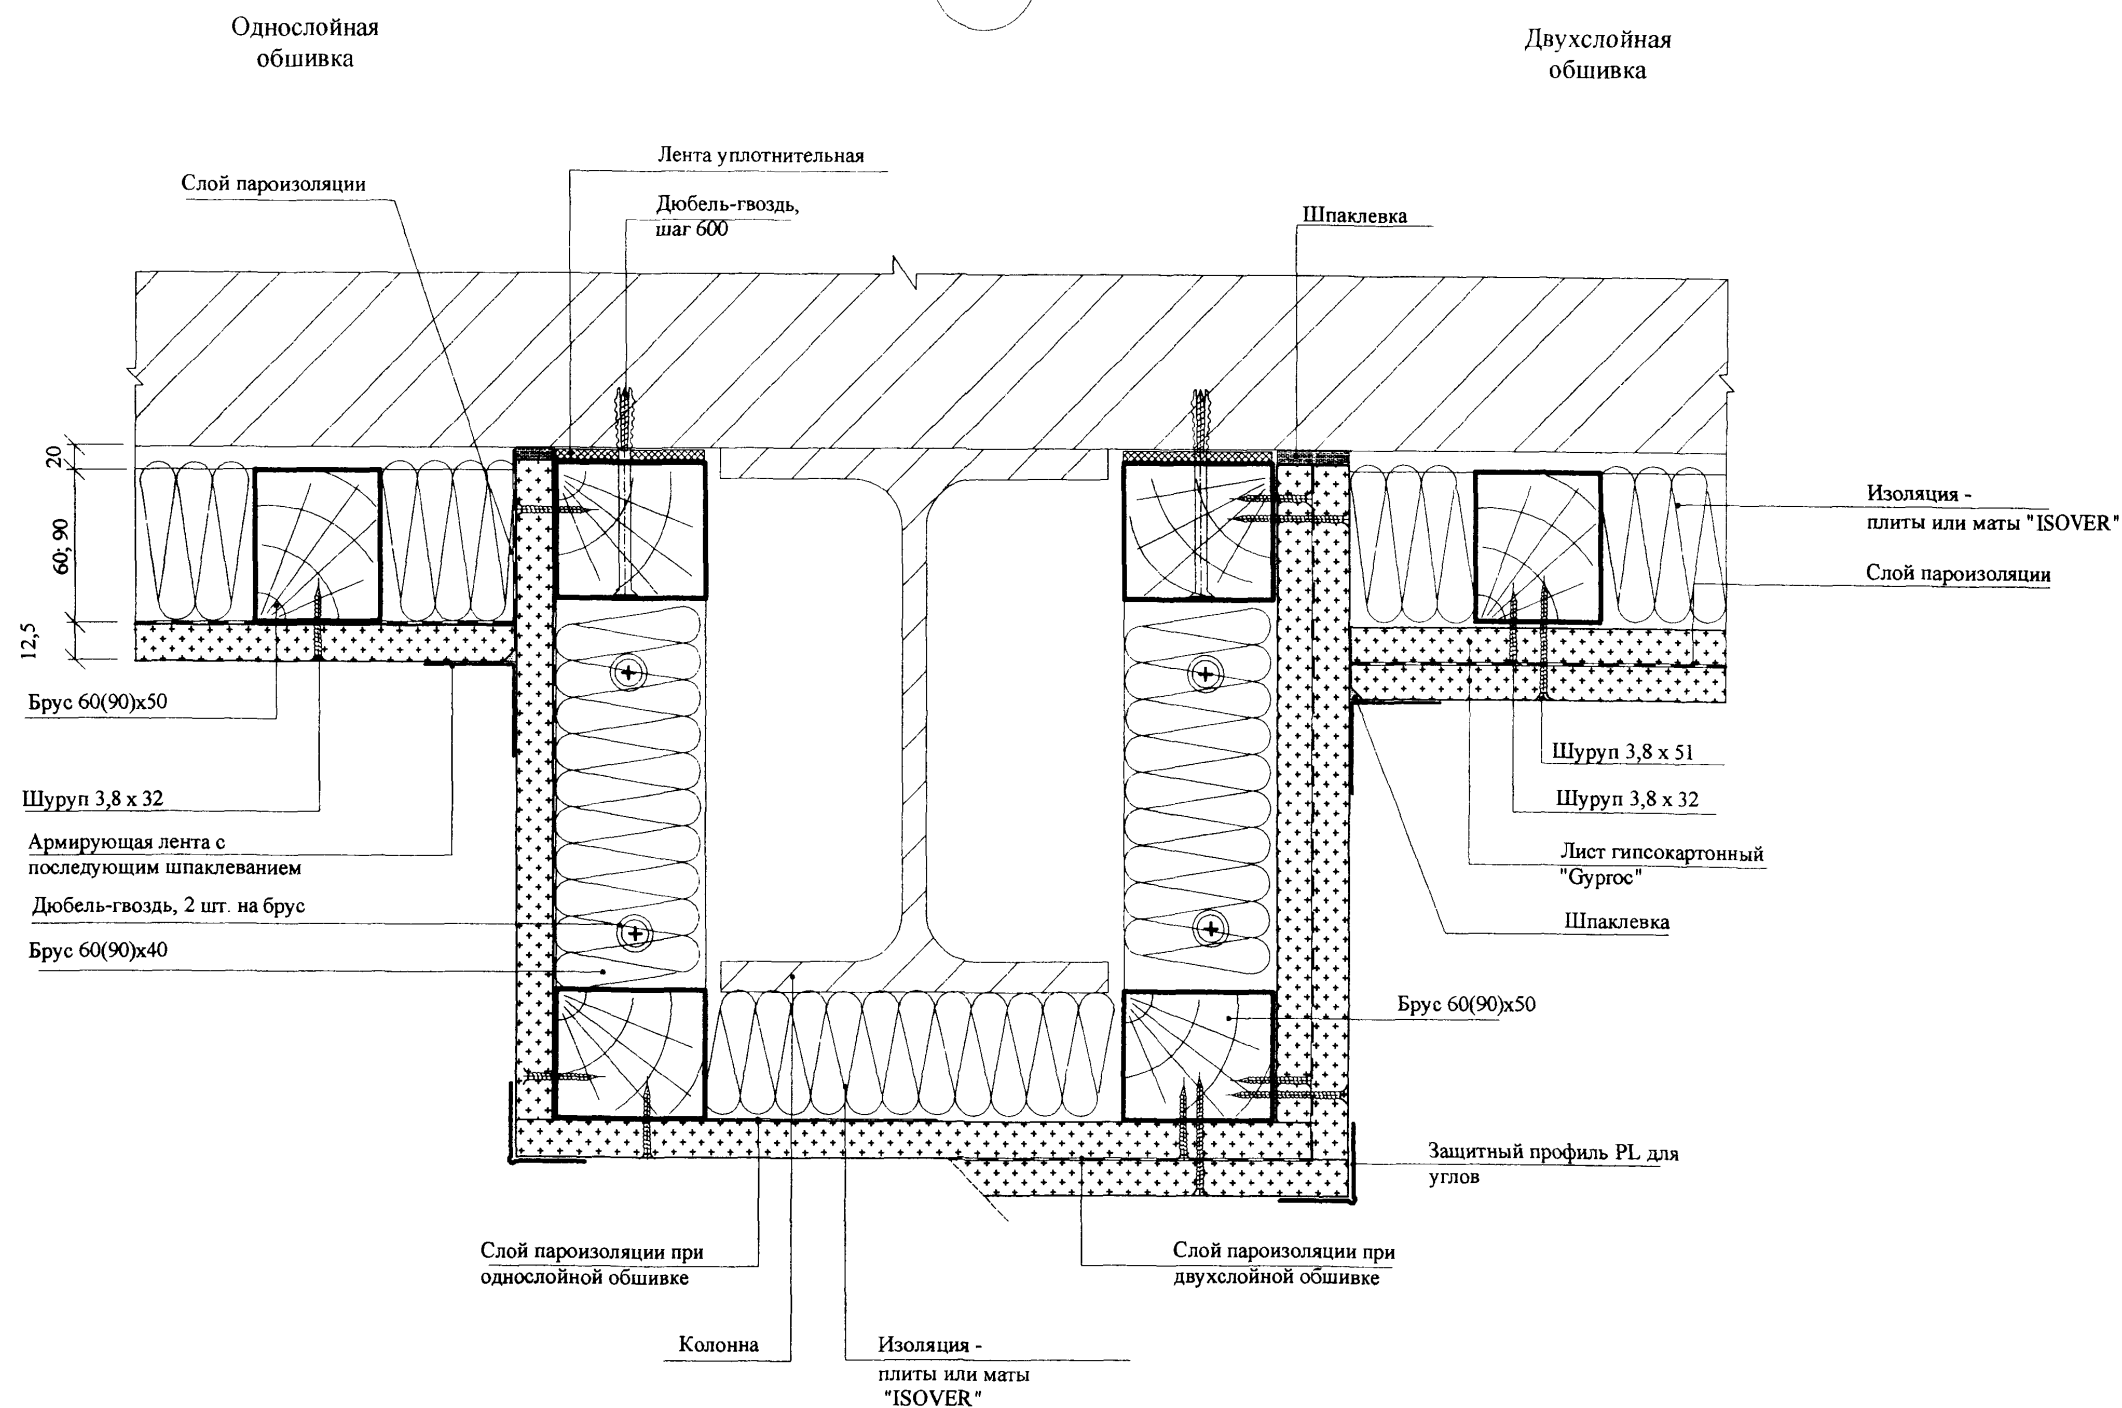 Однослойная
обшивка
Двухслойная
обшивка
Лента уплотнительная
Слой пароизоляции
Дюбель-гвоздь,
шаг 600
Шпаклевка
20
60; 90
12,5
Изоляция -
плиты или маты "ISOVER"
Слой пароизоляции
Брус 60(90)x50
Шуруп 3,8 x 32
Армирующая лента с
последующим шпаклеванием
Дюбель-гвоздь, 2 шт. на брус
Брус 60(90)x40
Шуруп 3,8 x 51
Шуруп 3,8 x 32
Лист гипсокартонный
"Gyproc"
Шпаклевка
Брус 60(90)x50
Защитный профиль PL для
углов
Слой пароизоляции при
однослойной обшивке
Слой пароизоляции при
двухслойной обшивке
Колонна
Изоляция -
плиты или маты
"ISOVER"